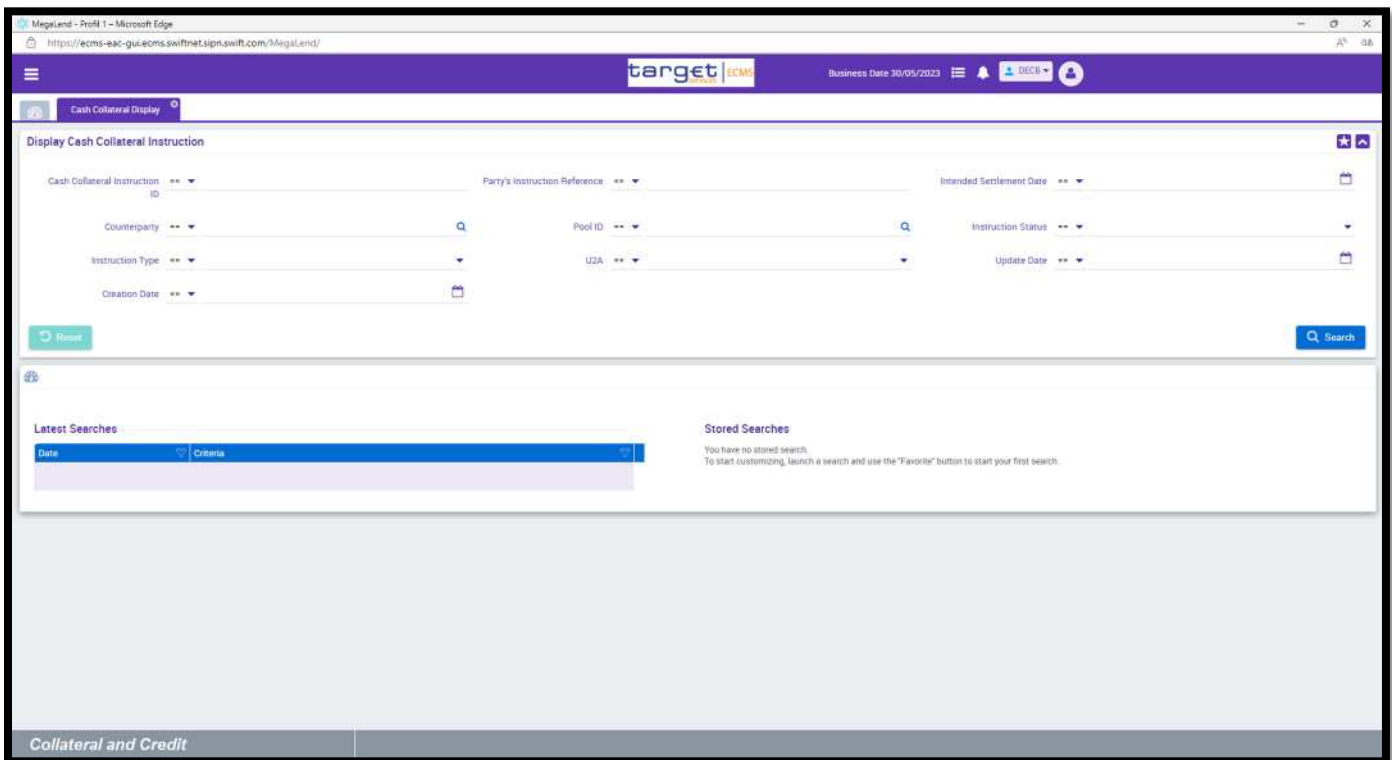 MegaLend - Profil 1 – Microsoft Edge
https://ecms-eac-gui.ecms.swiftnet.sipn.swift.com/MegaLend/
target SERVICES ECMS Business Date 30/05/2023 DECB
Cash Collateral Display
Display Cash Collateral Instruction
Cash Collateral Instruction ID == Party's Instruction Reference == Intended Settlement Date ==
Counterparty == Pool ID == Instruction Status ==
Instruction Type == U2A == Update Date ==
Creation Date ==
Reset Search
Latest Searches
Date Criteria
Stored Searches
You have no stored search.
To start customizing, launch a search and use the "Favorite" button to start your first search.
Collateral and Credit